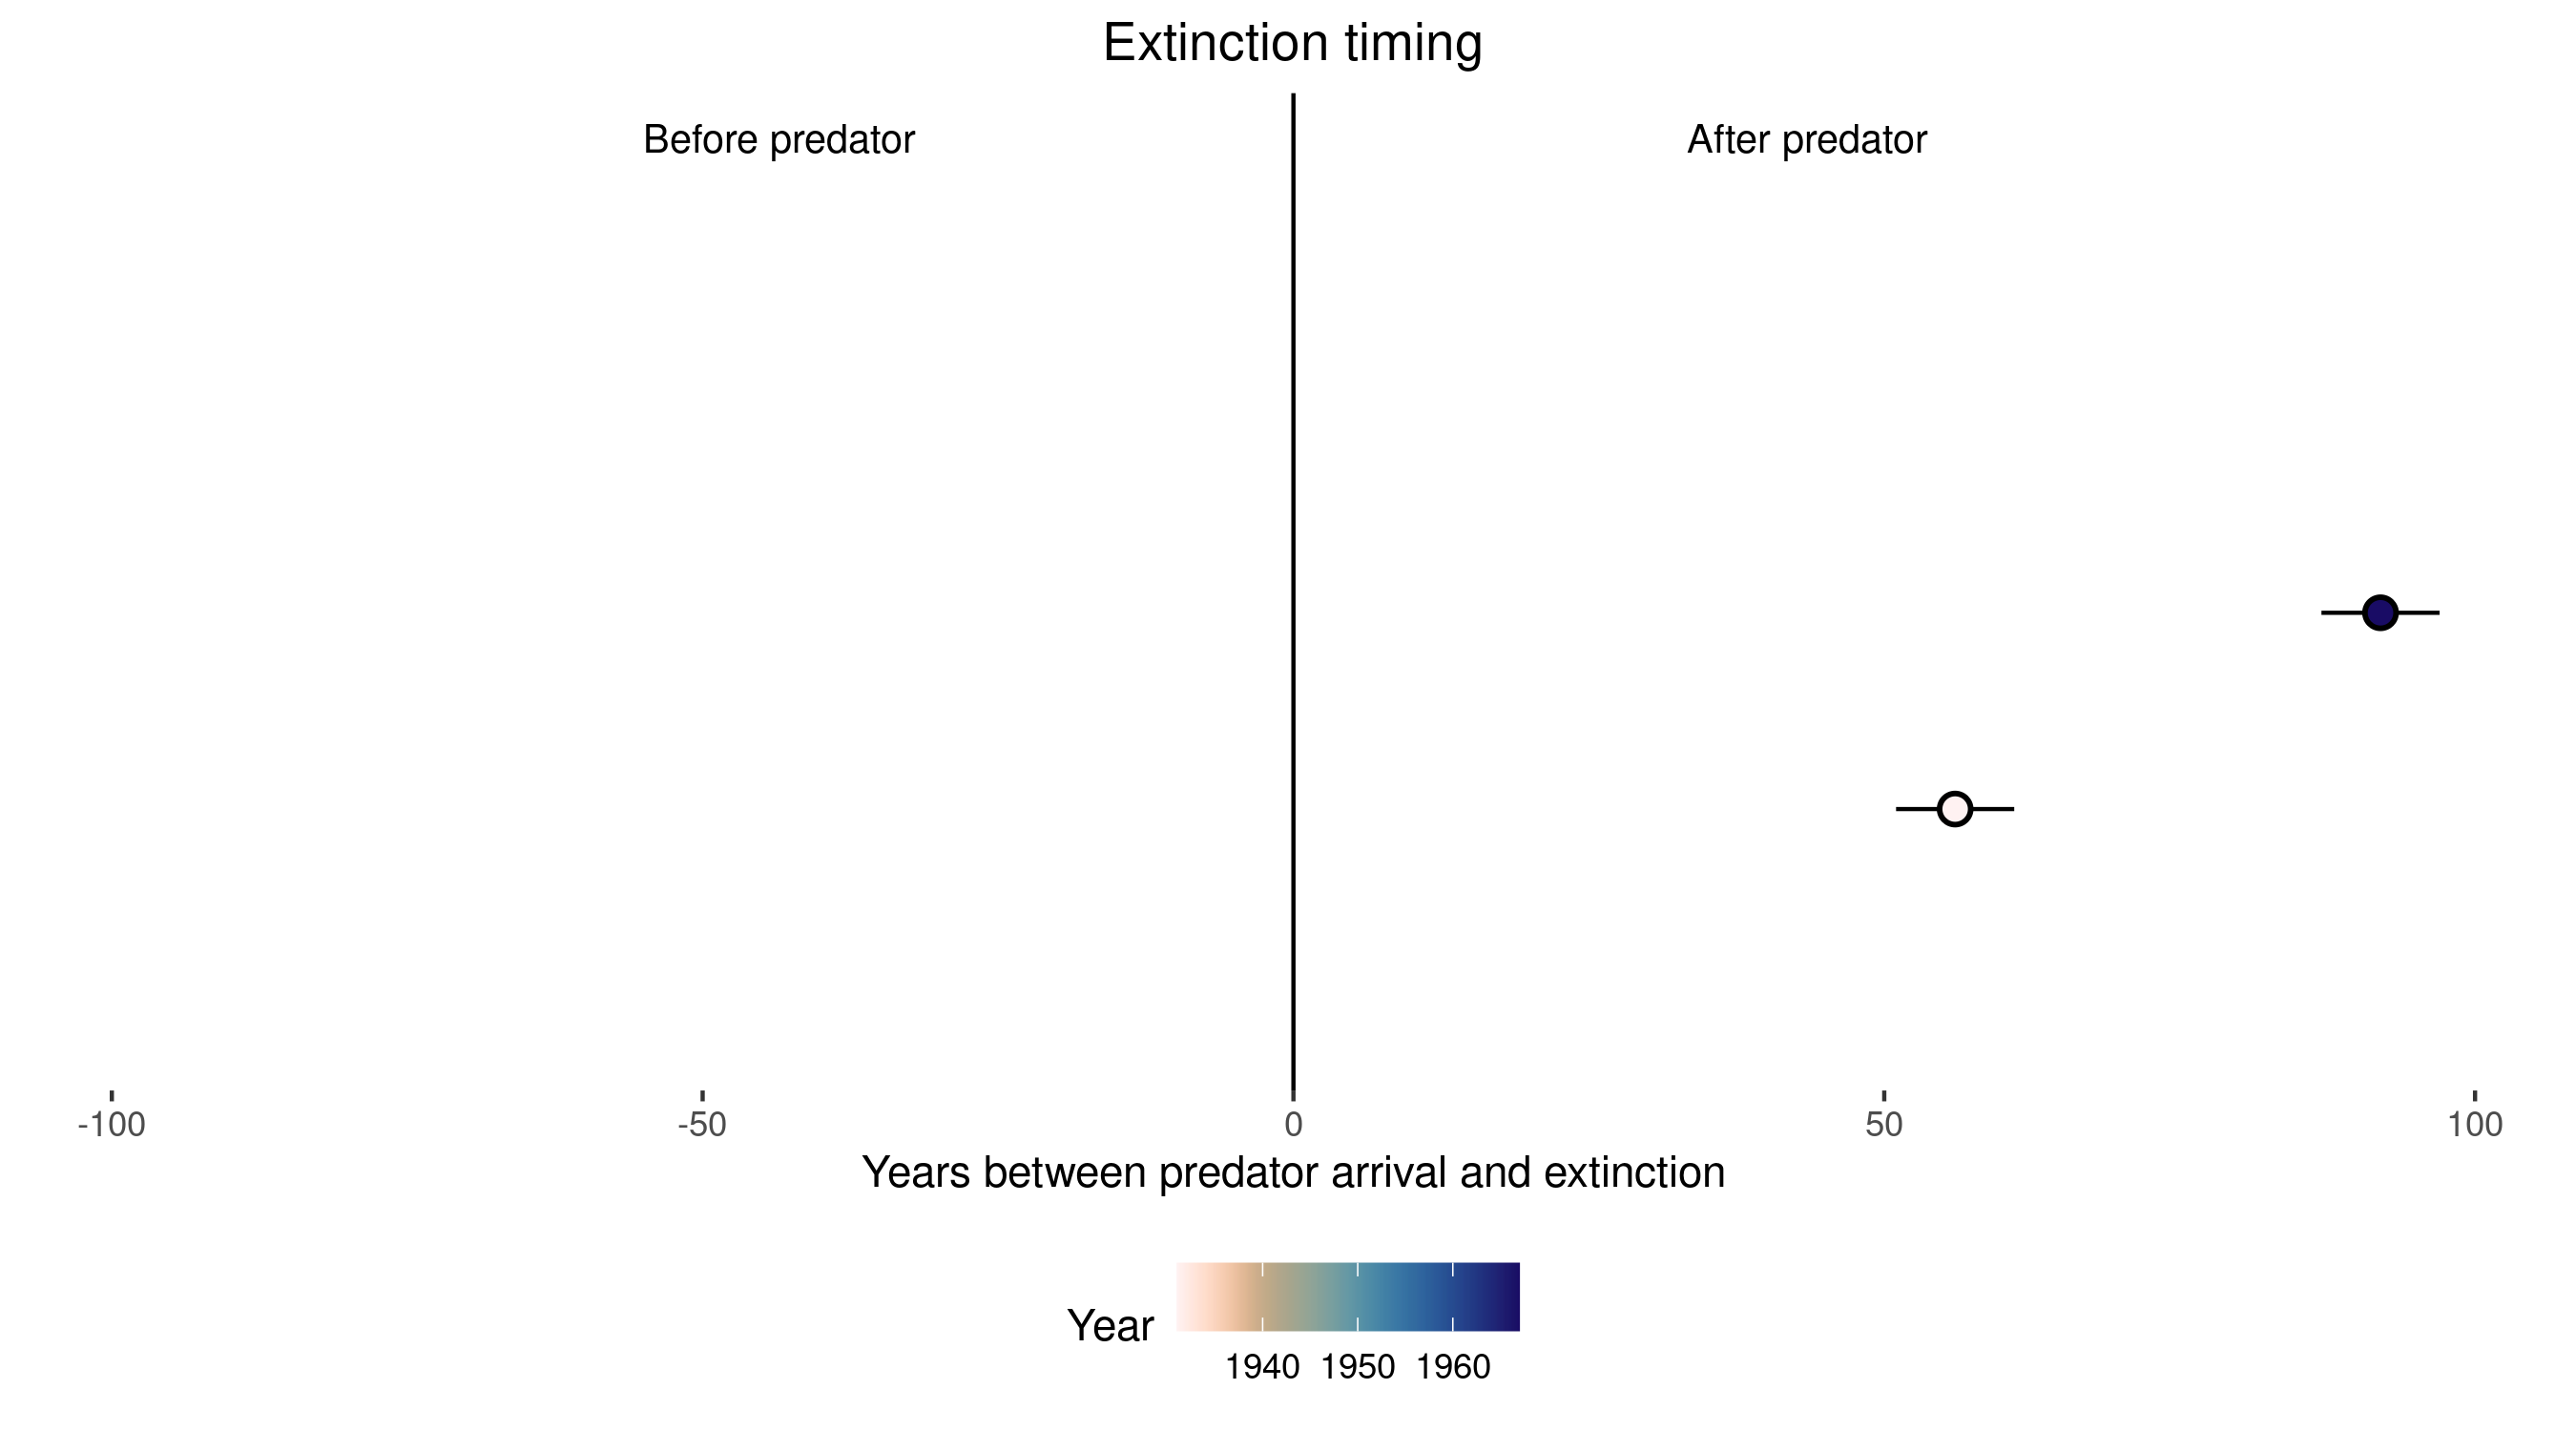 Extinction timing
Before predator
After predator
-100
-50
0
50
100
Years between predator arrival and extinction
Year
1940
1950
1960